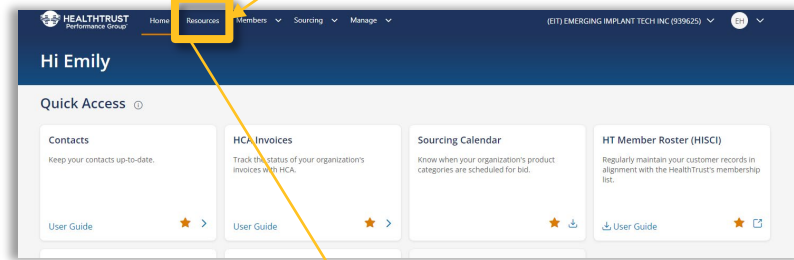 HEALTHTRUST
Performance Group
Home Resources Members Sourcing Manage (EIT) EMERGING IMPLANT TECH INC (939625) EH
Hi Emily
Quick Access
Contacts
Keep your contacts up-to-date.
User Guide
HCA Invoices
Track the status of your organization's
invoices with HCA.
User Guide
Sourcing Calendar
Know when your organization's product
categories are scheduled for bid.
HT Member Roster (HISCI)
Regularly maintain your customer records in
alignment with the HealthTrust's membership
list.
User Guide